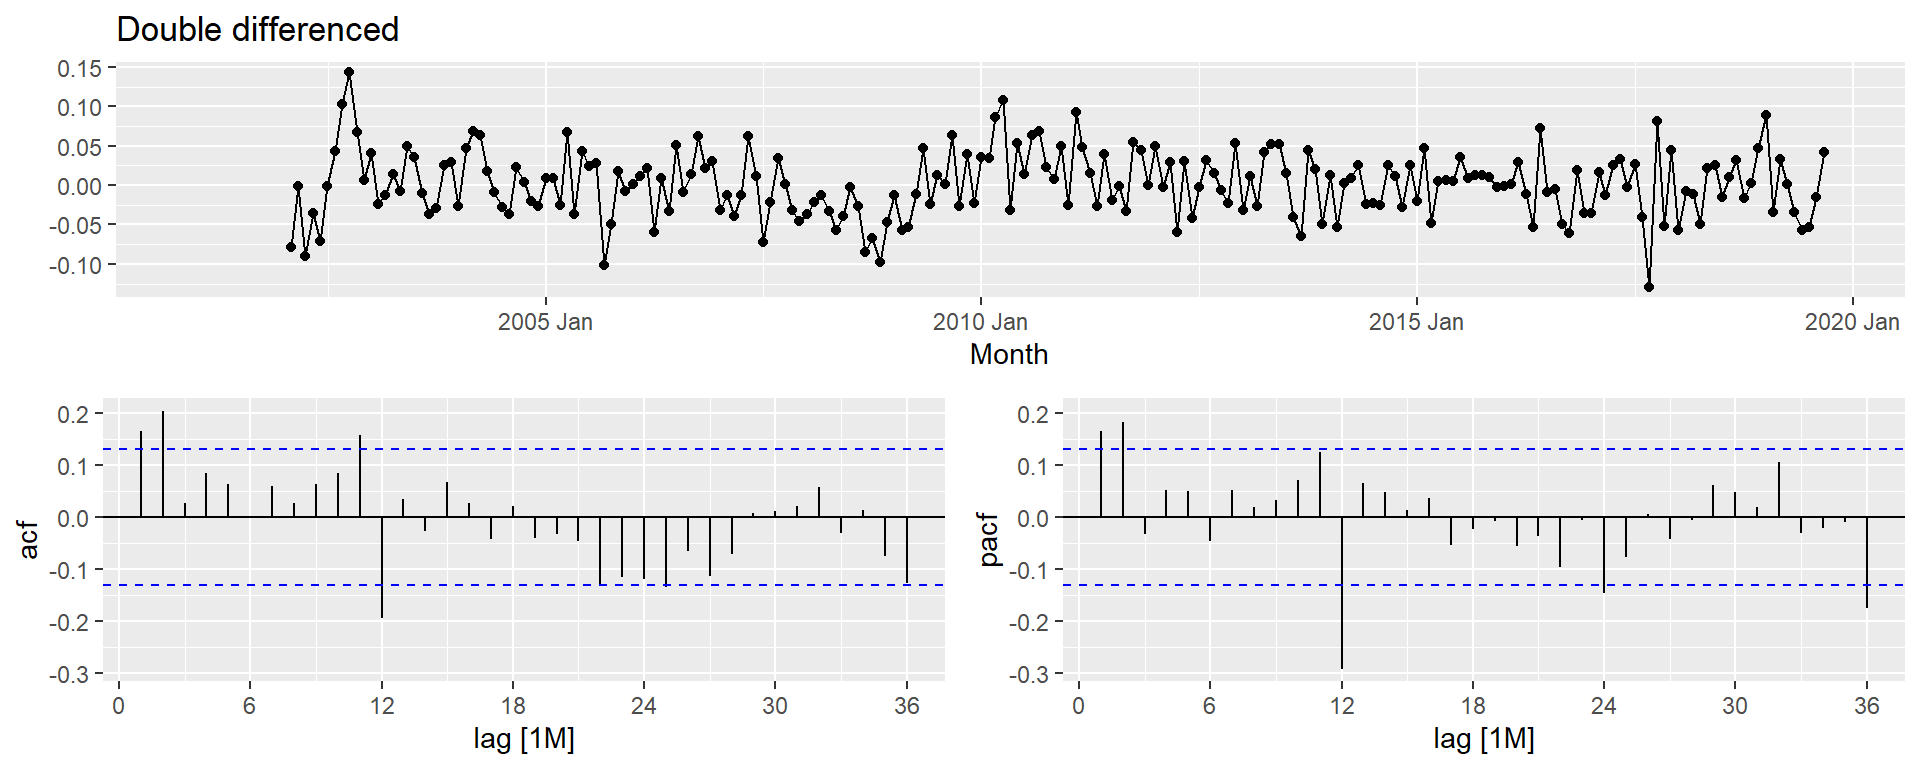 Double differenced
0.15
0.10
0.05
0.00
-0.05
-0.10
2005 Jan 2010 Jan 2015 Jan 2020 Jan
Month
0.2
0.1
0.0
-0.1
-0.2
-0.3
acf
0 6 12 18 24 30 36
lag [1M]
0.2
0.1
0.0
-0.1
-0.2
-0.3
pacf
0 6 12 18 24 30 36
lag [1M]